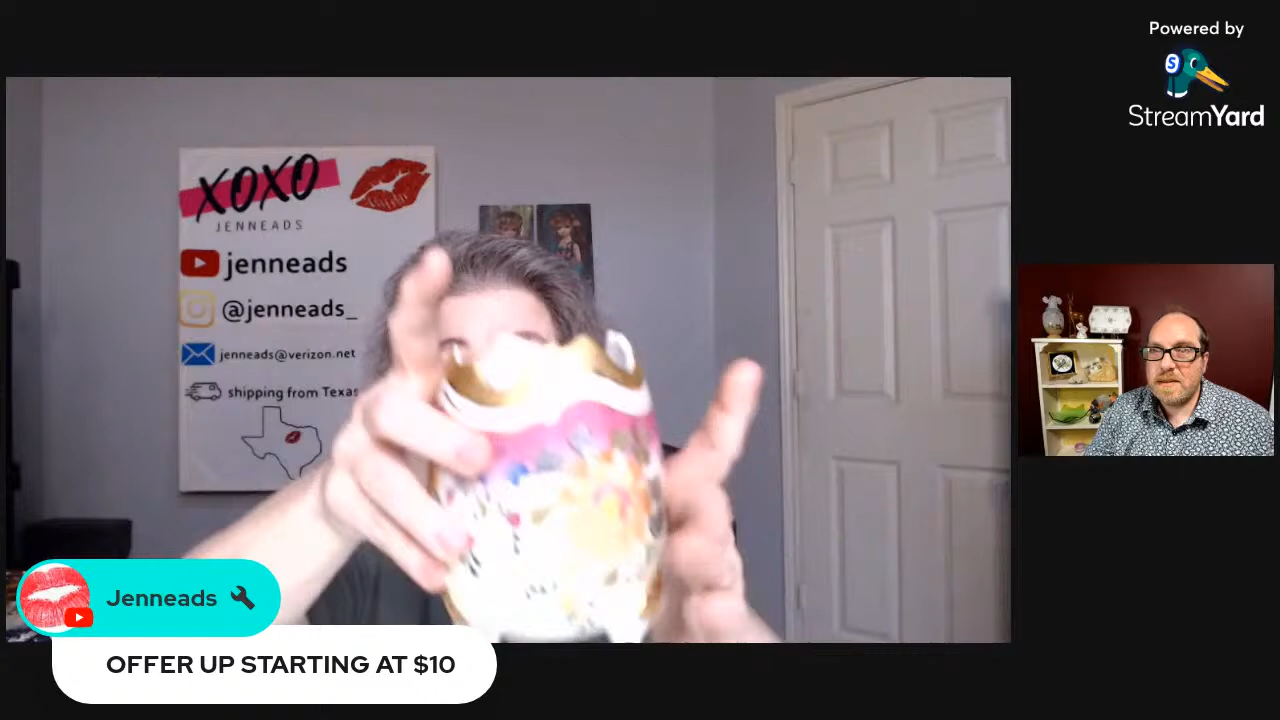 Powered by
StreamYard
XOXO
JENNEADS
jenneads
@jenneads_
jenneads@verizon.net
shipping from Texas
Jenneads
OFFER UP STARTING AT $10